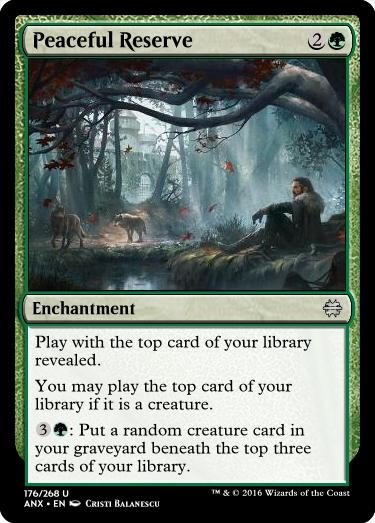 Peaceful Reserve 2
Enchantment
Play with the top card of your library
revealed.
You may play the top card of your
library if it is a creature.
3 : Put a random creature card in
your graveyard beneath the top three
cards of your library.
176/268 U
ANX • EN Cristi Balanescu
™ & © 2016 Wizards of the Coast